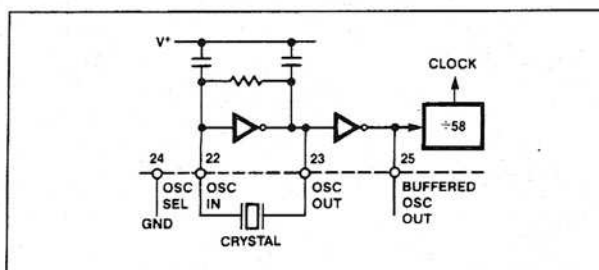 V+
CLOCK
÷58
24 22 23 25
OSC SEL
OSC IN
OSC OUT
BUFFERED OSC OUT
GND
CRYSTAL